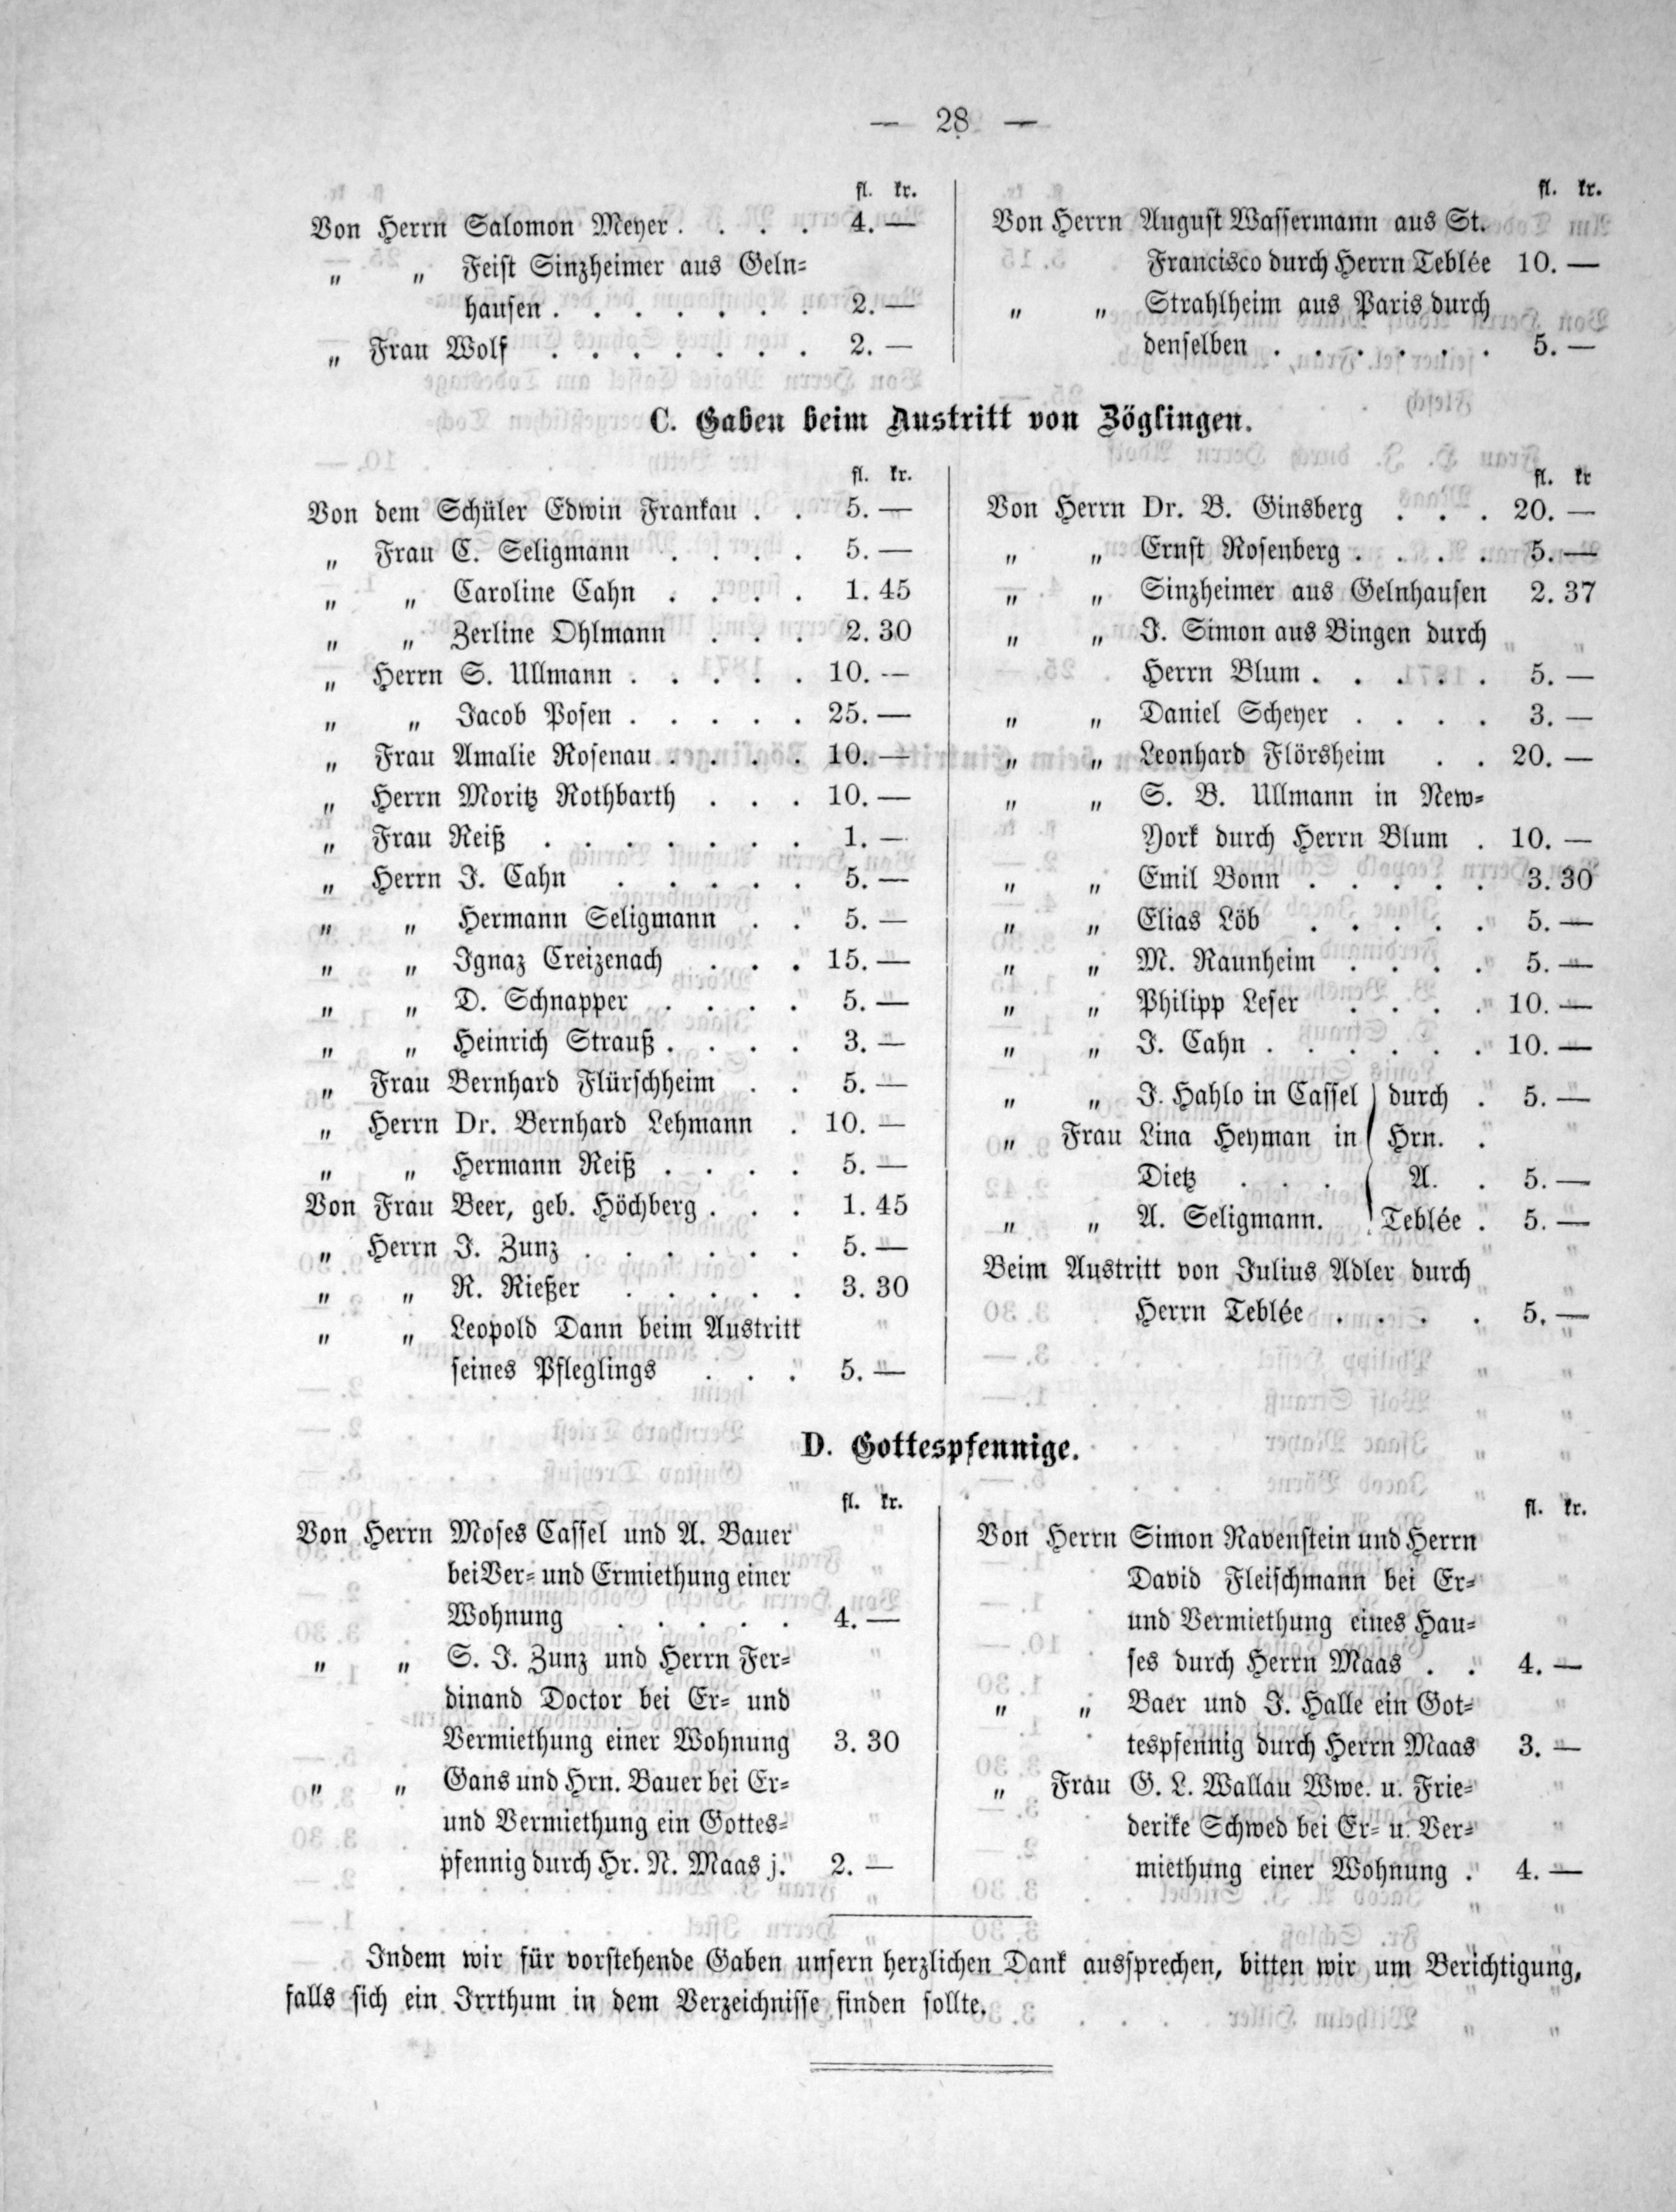 — 28 —
fl. kr.
Von Herrn Salomon Meyer . . . . 4. —
„ „ Feist Sinzheimer aus Geln-
hausen . . . . . . . 2. —
„ Frau Wolf . . . . . . . 2. —
fl. kr.
Von Herrn August Wassermann aus St.
Francisco durch Herrn Teblée 10. —
„ „ Strahlheim aus Paris durch
denselben . . . . . . 5. —
C. Gaben beim Austritt von Zöglingen.
fl. kr.
Von dem Schüler Edwin Frankau . . 5. —
„ Frau C. Seligmann . . . . 5. —
„ „ Caroline Cahn . . . . 1. 45
„ „ Zerline Ohlmann . . . 2. 30
„ Herrn S. Ullmann . . . . . 10. —
„ „ Jacob Posen . . . . . 25. —
„ Frau Amalie Rosenau . . . . 10. —
„ Herrn Moritz Rothbarth . . . 10. —
„ Frau Reiß . . . . . . . 1. —
„ Herrn J. Cahn . . . . . 5. —
„ „ Hermann Seligmann . . 5. —
„ „ Ignaz Creizenach . . . 15. —
„ „ D. Schnapper . . . . 5. —
„ „ Heinrich Strauß . . . . 3. —
„ Frau Bernhard Flürschheim . . 5. —
„ Herrn Dr. Bernhard Lehmann . 10. —
„ „ Hermann Reiß . . . . 5. —
Von Frau Beer, geb. Höchberg . . . 1. 45
„ Herrn J. Zunz . . . . . . 5. —
„ „ R. Rießer . . . . . 3. 30
„ „ Leopold Dann beim Austritt
seines Pfleglings . . . 5. —
fl. kr
Von Herrn Dr. B. Ginsberg . . . 20. —
„ „ Ernst Rosenberg . . . . 5. —
„ „ Sinzheimer aus Gelnhausen 2. 37
„ „ J. Simon aus Bingen durch
Herrn Blum . . . . . 5. —
„ „ Daniel Scheyer . . . . 3. —
„ „ Leonhard Flörsheim . . 20. —
„ „ S. B. Ullmann in New-
York durch Herrn Blum . 10. —
„ „ Emil Bonn . . . . . 3. 30
„ „ Elias Löb . . . . . 5. —
„ „ M. Raunheim . . . . 5. —
„ „ Philipp Leser . . . . 10. —
„ „ J. Cahn . . . . . . 10. —
„ „ J. Hahlo in Cassel durch . 5. —
„ Frau Lina Heyman in Hrn. .
Dietz . . . A. . 5. —
„ „ A. Seligmann. Teblée . 5. —
Beim Austritt von Julius Adler durch
Herrn Teblée . . . . 5. —
D. Gottespfennige.
fl. kr.
Von Herrn Moses Cassel und A. Bauer
bei Ver- und Ermiethung einer
Wohnung . . . . . 4. —
„ „ S. J. Zunz und Herrn Fer-
dinand Doctor bei Er- und
Vermiethung einer Wohnung 3. 30
„ „ Gans und Hrn. Bauer bei Er-
und Vermiethung ein Gottes-
pfennig durch Hr. N. Maas j. 2. —
fl. kr.
Von Herrn Simon Ravenstein und Herrn
David Fleischmann bei Er-
und Vermiethung eines Hau-
ses durch Herrn Maas . . 4. —
„ „ Baer und J. Halle ein Got-
tespfennig durch Herrn Maas 3. —
„ Frau G. L. Wallau Wwe. u. Frie-
derike Schwed bei Er- u. Ver-
miethung einer Wohnung . 4. —
Indem wir für vorstehende Gaben unsern herzlichen Dank aussprechen, bitten wir um Berichtigung,
falls sich ein Irrthum in dem Verzeichnisse finden sollte.